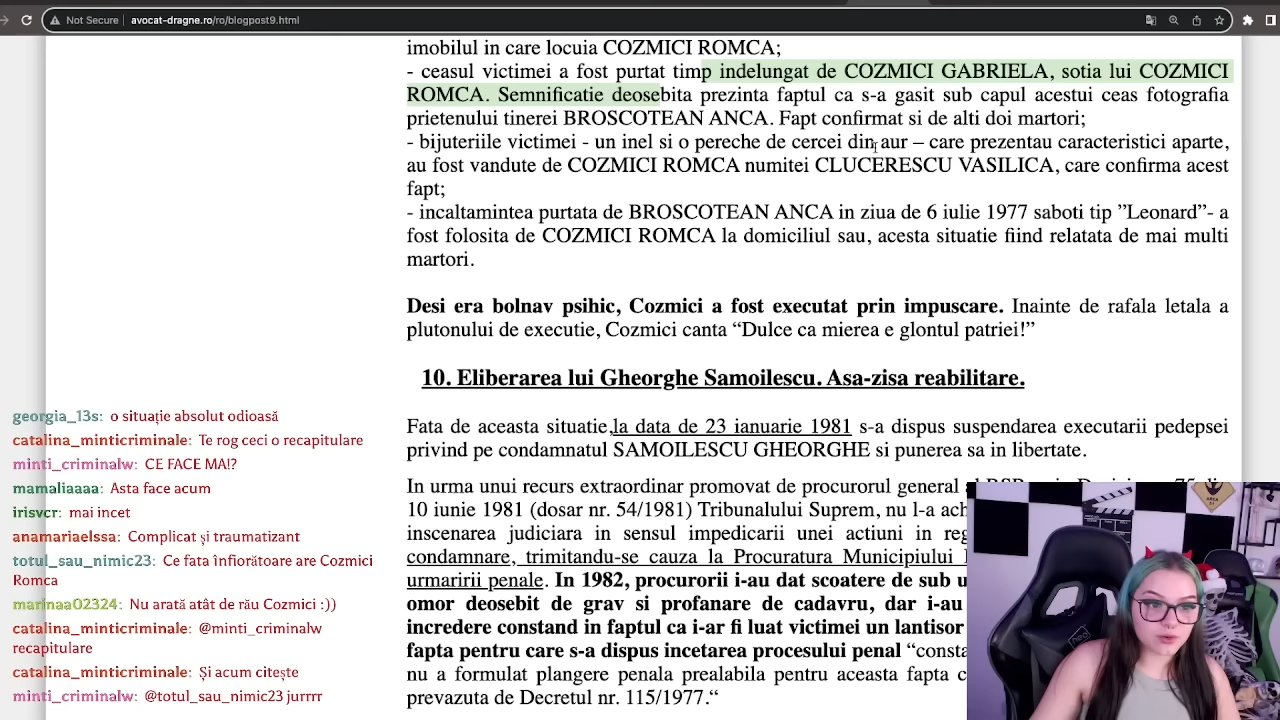 Not Secure | avocat-dragne.ro/ro/blogpost9.html
imobilul in care locuia COZMICI ROMCA;
- ceasul victimei a fost purtat timp indelungat de COZMICI GABRIELA, sotia lui COZMICI
ROMCA. Semnificatie deosebita prezinta faptul ca s-a gasit sub capul acestui ceas fotografia
prietenului tinerei BROSCOTEAN ANCA. Fapt confirmat si de alti doi martori;
- bijuteriile victimei - un inel si o pereche de cercei din aur – care prezentau caracteristici aparte,
au fost vandute de COZMICI ROMCA numitei CLUCERESCU VASILICA, care confirma acest
fapt;
- incaltamintea purtata de BROSCOTEAN ANCA in ziua de 6 iulie 1977 saboti tip ”Leonard”- a
fost folosita de COZMICI ROMCA la domiciliul sau, acesta situatie fiind relatata de mai multi
martori.
Desi era bolnav psihic, Cozmici a fost executat prin impuscare. Inainte de rafala letala a
plutonului de executie, Cozmici canta “Dulce ca mierea e glontul patriei!”
10. Eliberarea lui Gheorghe Samoilescu. Asa-zisa reabilitare.
Fata de aceasta situatie,la data de 23 ianuarie 1981 s-a dispus suspendarea executarii pedepsei
privind pe condamnatul SAMOILESCU GHEORGHE si punerea sa in libertate.
In urma unui recurs extraordinar promovat de procurorul general
10 iunie 1981 (dosar nr. 54/1981) Tribunalului Suprem, nu l-a
inscenarea judiciara in sensul impedicarii unei actiuni in
condamnare, trimitandu-se cauza la Procuratura Municipiului
urmaririi penale. In 1982, procurorii i-au dat scoatere de sub
omor deosebit de grav si profanare de cadavru, dar i-au
incredere constand in faptul ca i-ar fi luat victimei un lantisor
fapta pentru care s-a dispus incetarea procesului penal
nu a formulat plangere penala prealabila pentru aceasta fapta
prevazuta de Decretul nr. 115/1977.“
georgia_13s: o situație absolut odioasă
catalina_minticriminale: Te rog ceci o recapitulare
minti_criminalw: CE FACE MA!?
mamaliaaaa: Asta face acum
irisvcr: mai incet
anamariaelssa: Complicat și traumatizant
totul_sau_nimic23: Ce fata înfiorătoare are Cozmici
Romca
marinaa02324: Nu arată atât de rău Cozmici :))
catalina_minticriminale: @minti_criminalw
recapitulare
catalina_minticriminale: Și acum citește
minti_criminalw: @totul_sau_nimic23 jurrrr